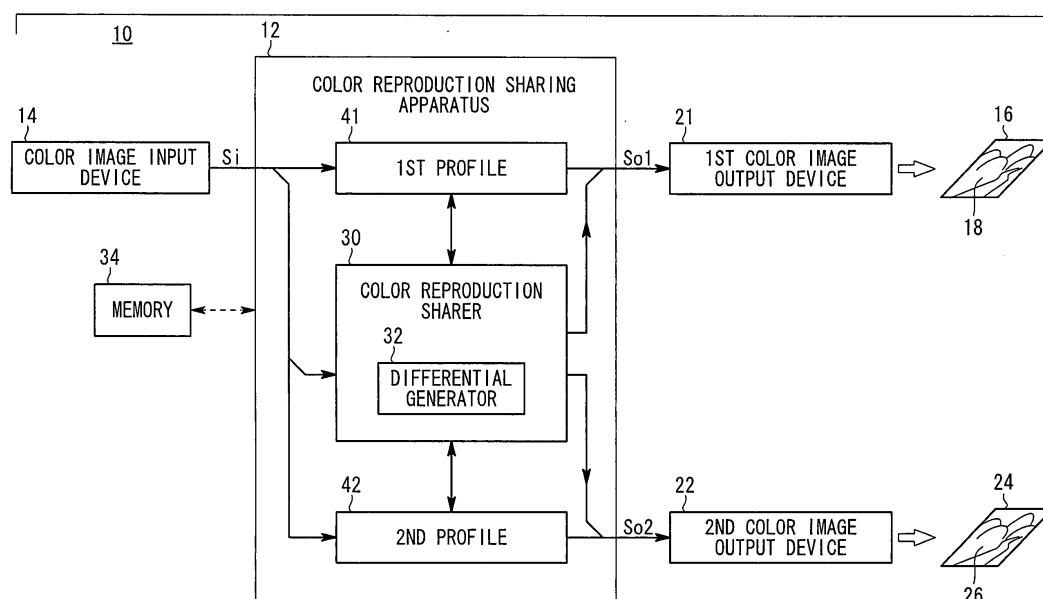 10
12
COLOR REPRODUCTION SHARING
APPARATUS
14
COLOR IMAGE INPUT
DEVICE
Si
41
1ST PROFILE
So1
21
1ST COLOR IMAGE
OUTPUT DEVICE
16
18
34
MEMORY
30
COLOR REPRODUCTION
SHARER
32
DIFFERENTIAL
GENERATOR
42
2ND PROFILE
So2
22
2ND COLOR IMAGE
OUTPUT DEVICE
24
26